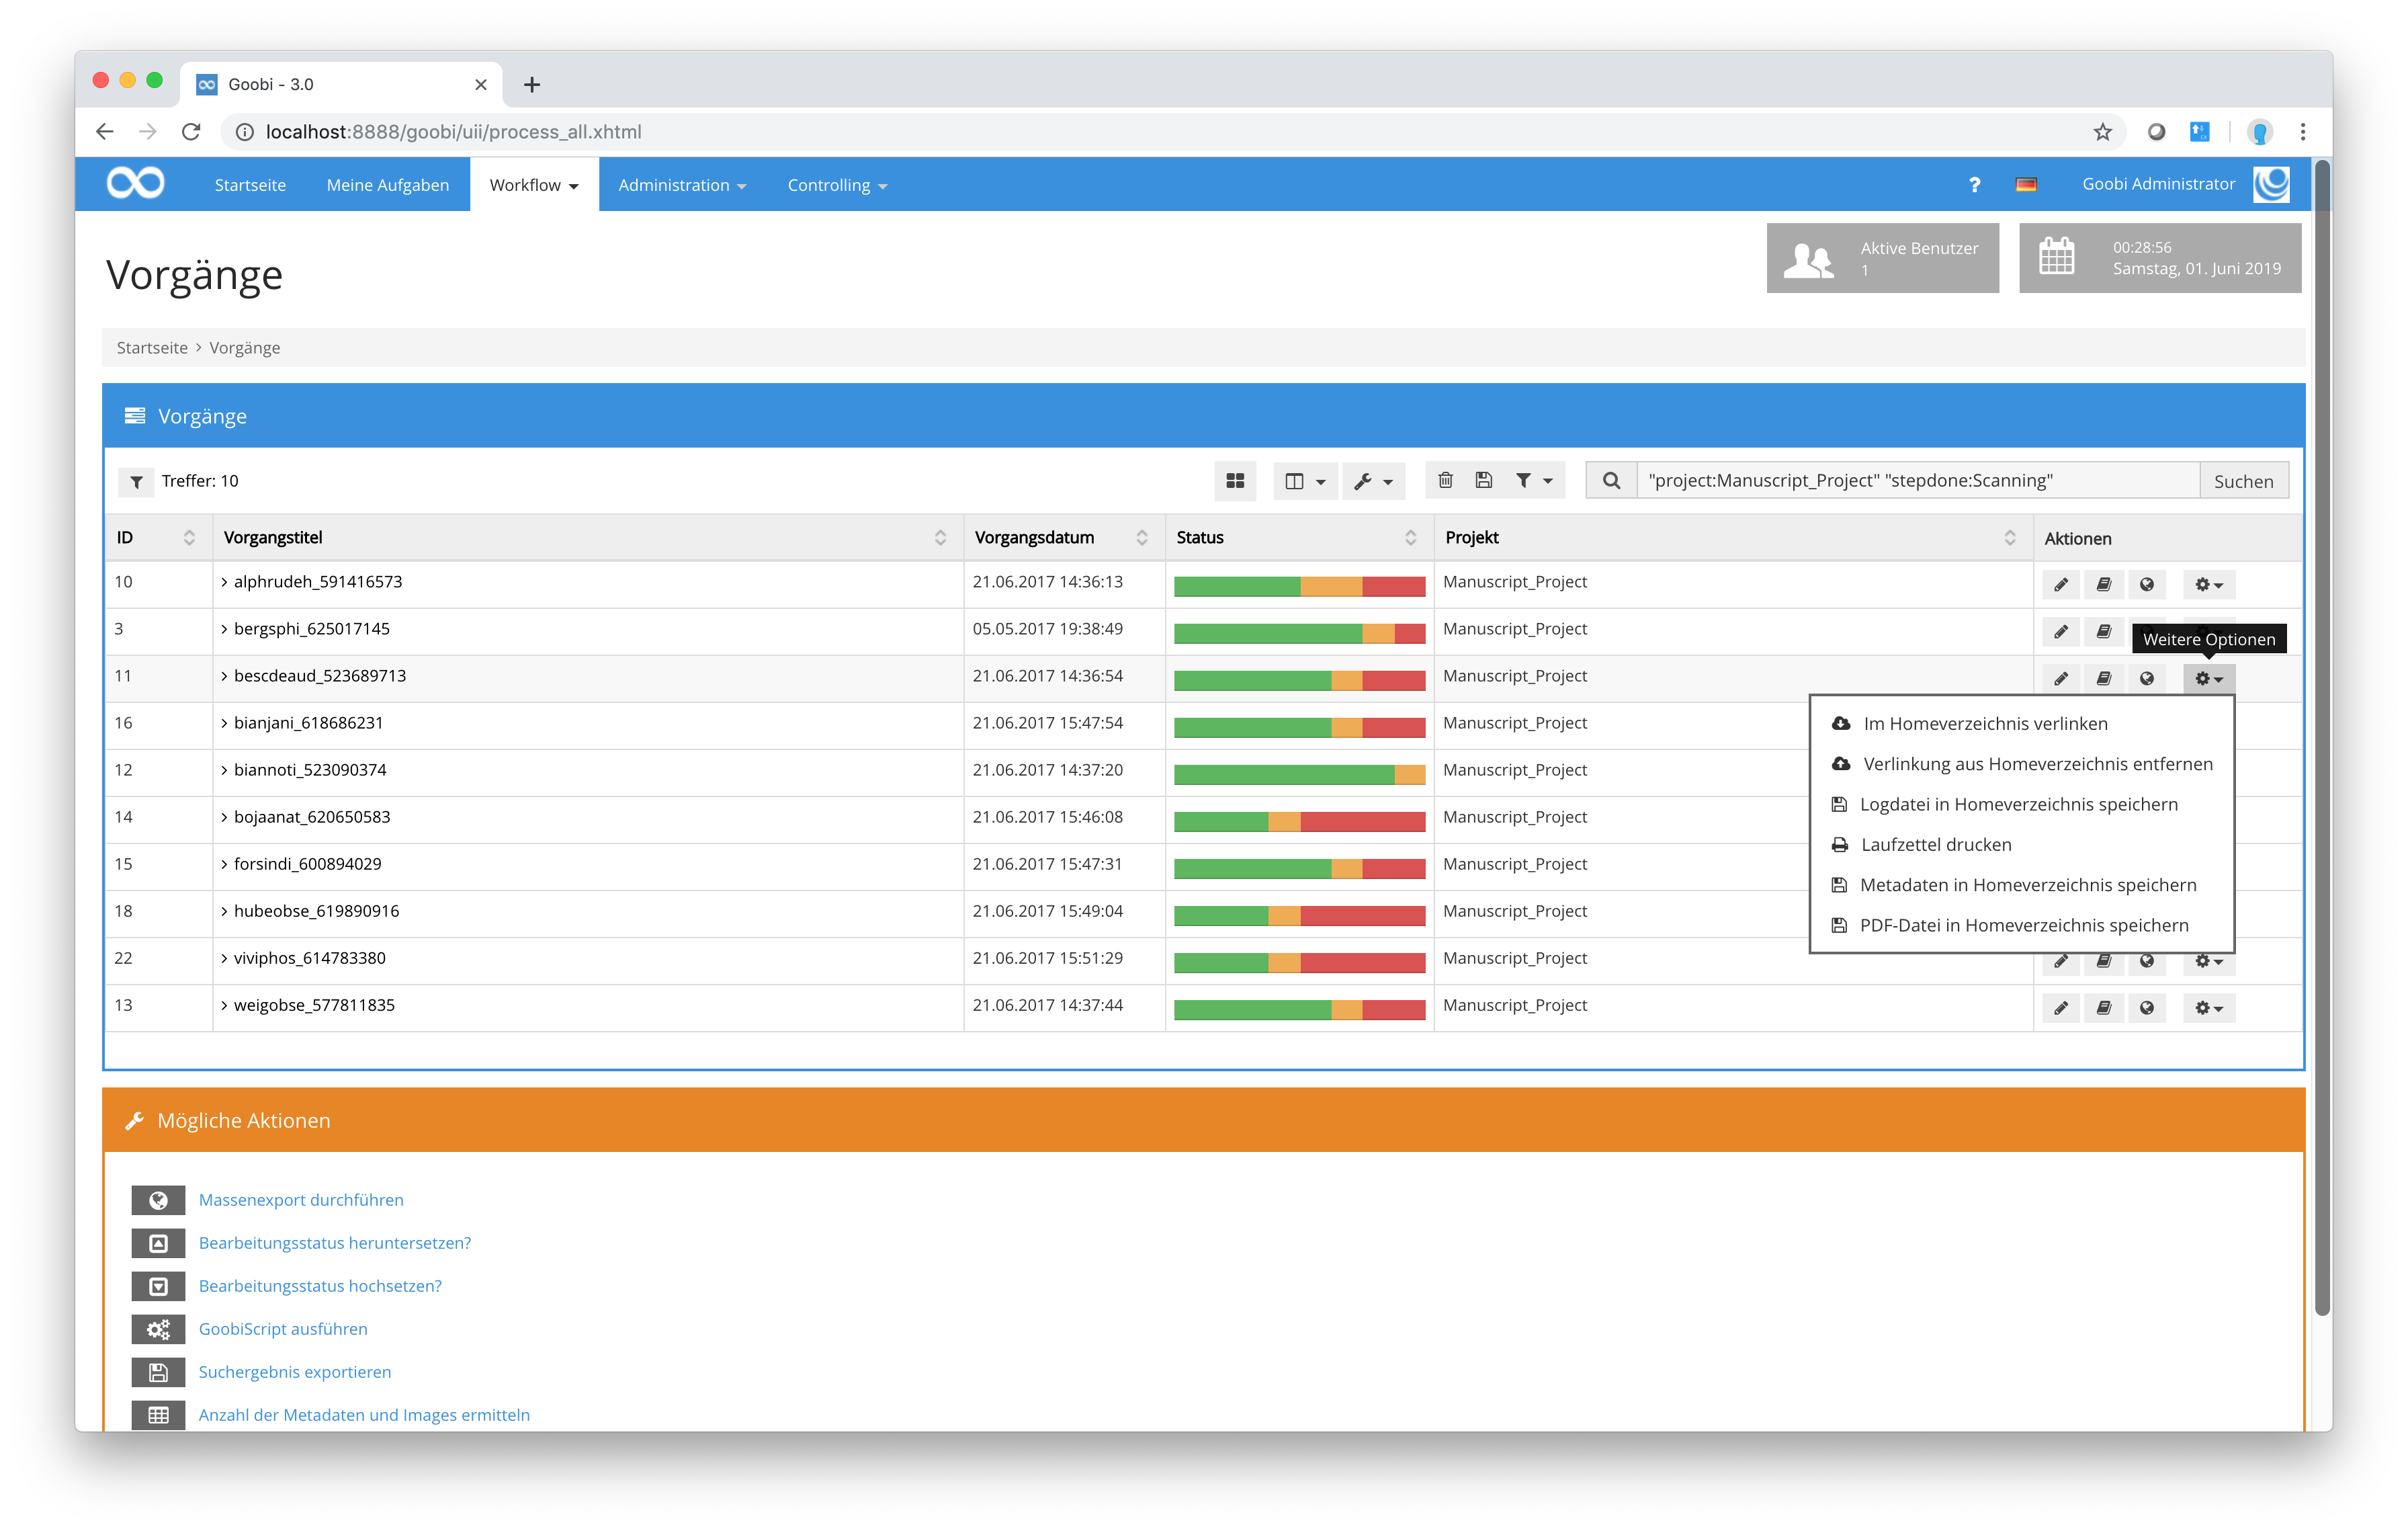 Goobi - 3.0
localhost:8888/goobi/uii/process_all.xhtml
Startseite Meine Aufgaben Workflow Administration Controlling ? Goobi Administrator
Aktive Benutzer
1
00:28:56
Samstag, 01. Juni 2019
Vorgänge
Startseite > Vorgänge
Vorgänge
Treffer: 10 "project:Manuscript_Project" "stepdone:Scanning" Suchen
ID Vorgangstitel Vorgangsdatum Status Projekt Aktionen
10 alphrudeh_591416573 21.06.2017 14:36:13 Manuscript_Project
3 bergsphi_625017145 05.05.2017 19:38:49 Manuscript_Project
Weitere Optionen
11 bescdeaud_523689713 21.06.2017 14:36:54 Manuscript_Project
16 bianjani_618686231 21.06.2017 15:47:54 Manuscript_Project
12 biannoti_523090374 21.06.2017 14:37:20 Manuscript_Project
14 bojaanat_620650583 21.06.2017 15:46:08 Manuscript_Project
15 forsindi_600894029 21.06.2017 15:47:31 Manuscript_Project
18 hubeobse_619890916 21.06.2017 15:49:04 Manuscript_Project
22 viviphos_614783380 21.06.2017 15:51:29 Manuscript_Project
13 weigobse_577811835 21.06.2017 14:37:44 Manuscript_Project
Im Homeverzeichnis verlinken
Verlinkung aus Homeverzeichnis entfernen
Logdatei in Homeverzeichnis speichern
Laufzettel drucken
Metadaten in Homeverzeichnis speichern
PDF-Datei in Homeverzeichnis speichern
Mögliche Aktionen
Massenexport durchführen
Bearbeitungsstatus heruntersetzen?
Bearbeitungsstatus hochsetzen?
GoobiScript ausführen
Suchergebnis exportieren
Anzahl der Metadaten und Images ermitteln